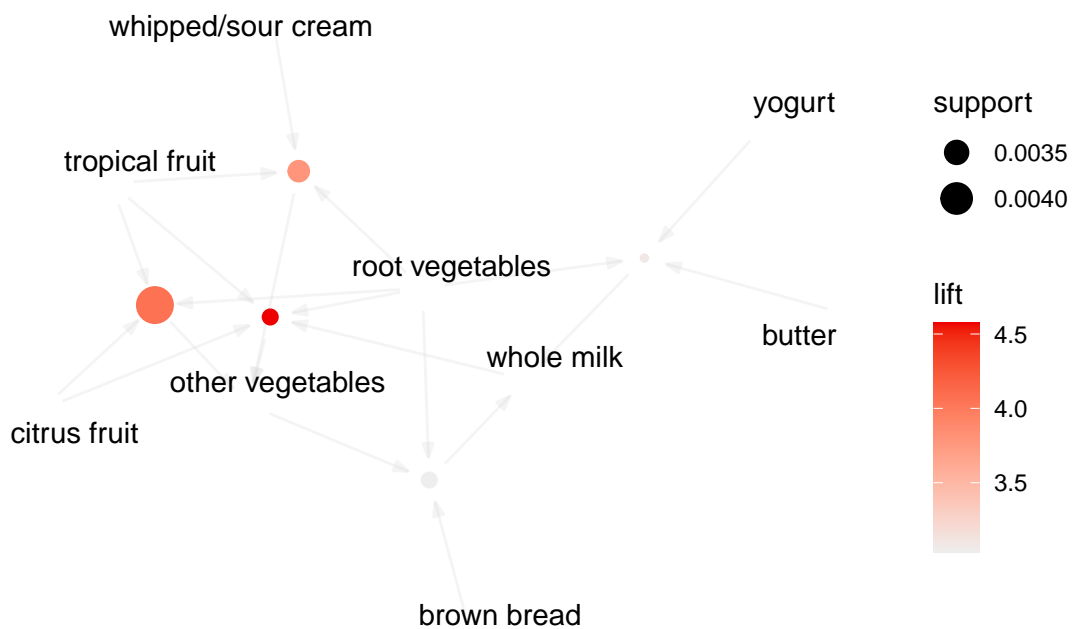 whipped/sour cream
yogurt
tropical fruit
root vegetables
whole milk
butter
other vegetables
citrus fruit
brown bread
support
0.0035
0.0040
lift
4.5
4.0
3.5